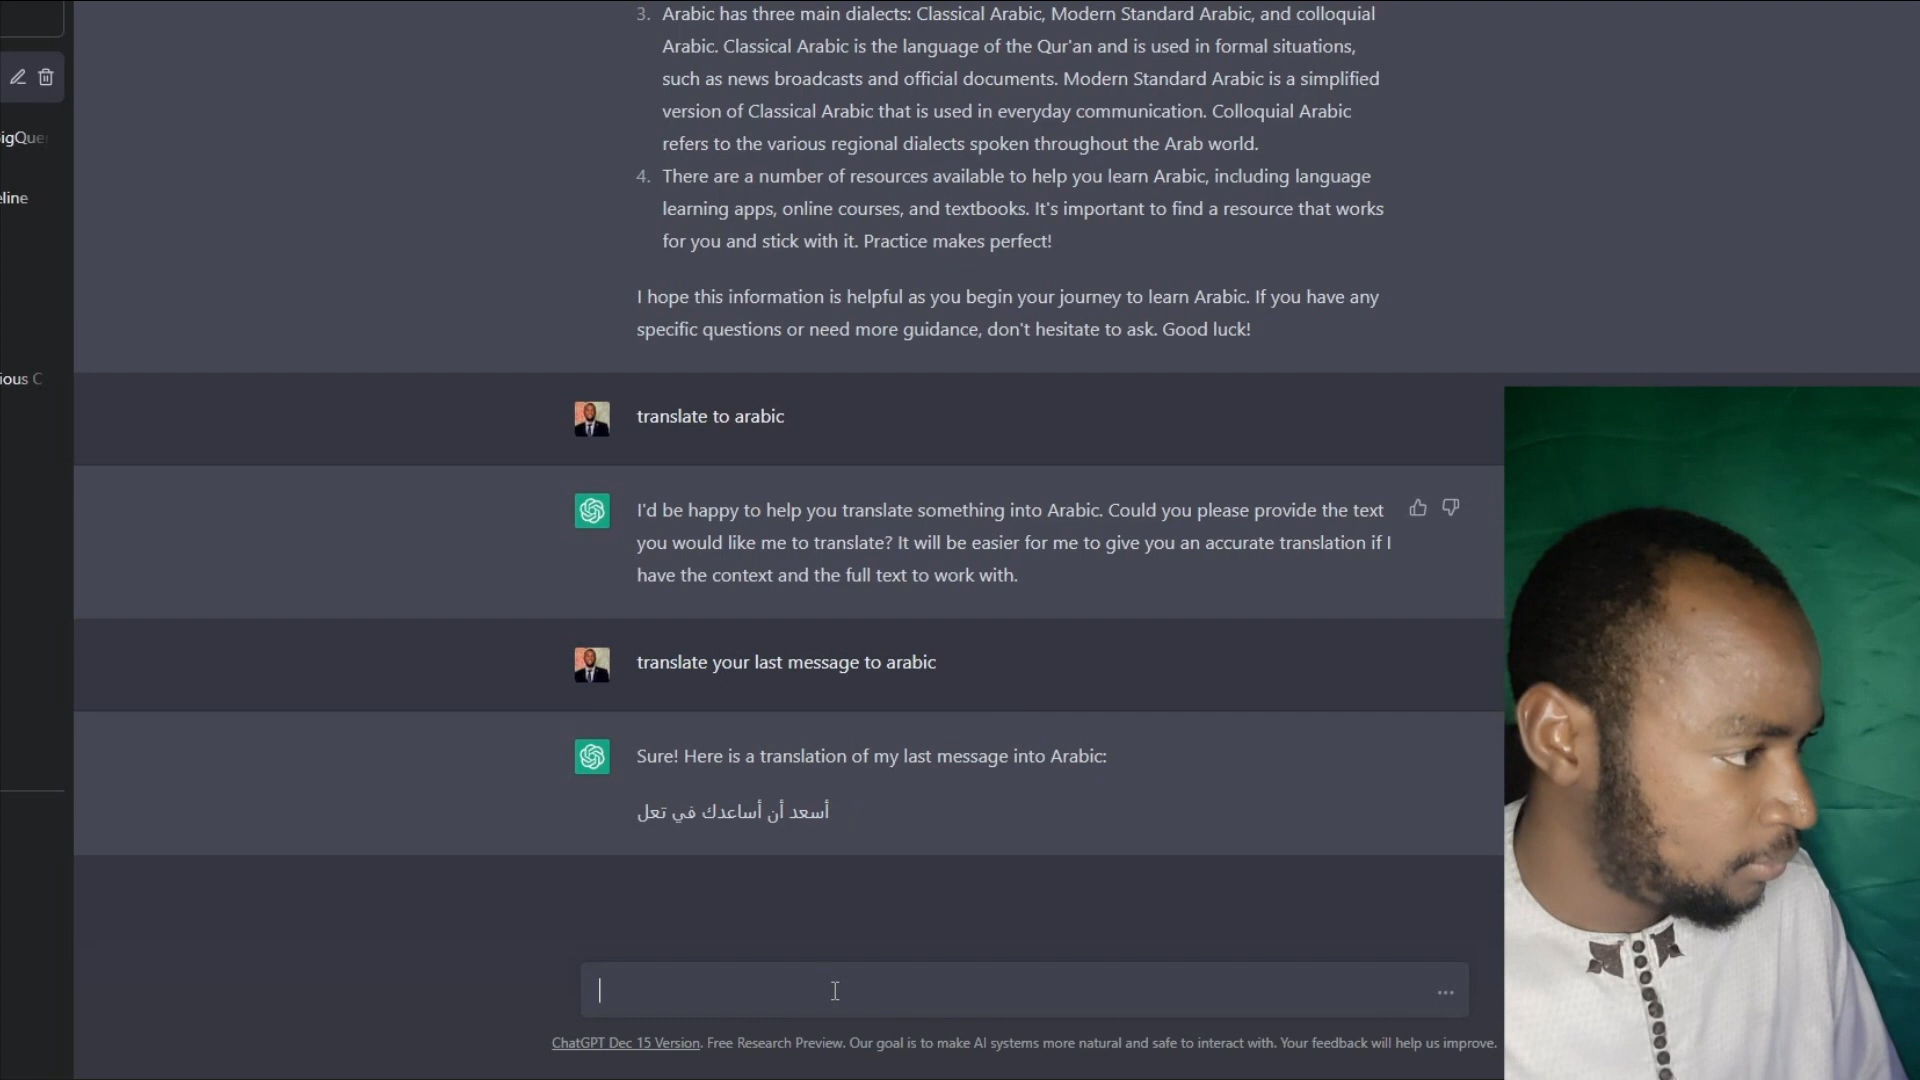 3. Arabic has three main dialects: Classical Arabic, Modern Standard Arabic, and colloquial
Arabic. Classical Arabic is the language of the Qur'an and is used in formal situations,
such as news broadcasts and official documents. Modern Standard Arabic is a simplified
version of Classical Arabic that is used in everyday communication. Colloquial Arabic
refers to the various regional dialects spoken throughout the Arab world.
4. There are a number of resources available to help you learn Arabic, including language
learning apps, online courses, and textbooks. It's important to find a resource that works
for you and stick with it. Practice makes perfect!
I hope this information is helpful as you begin your journey to learn Arabic. If you have any
specific questions or need more guidance, don't hesitate to ask. Good luck!
translate to arabic
I'd be happy to help you translate something into Arabic. Could you please provide the text
you would like me to translate? It will be easier for me to give you an accurate translation if I
have the context and the full text to work with.
translate your last message to arabic
Sure! Here is a translation of my last message into Arabic:
أسعد أن أساعدك في تعل
ChatGPT Dec 15 Version. Free Research Preview. Our goal is to make AI systems more natural and safe to interact with. Your feedback will help us improve.